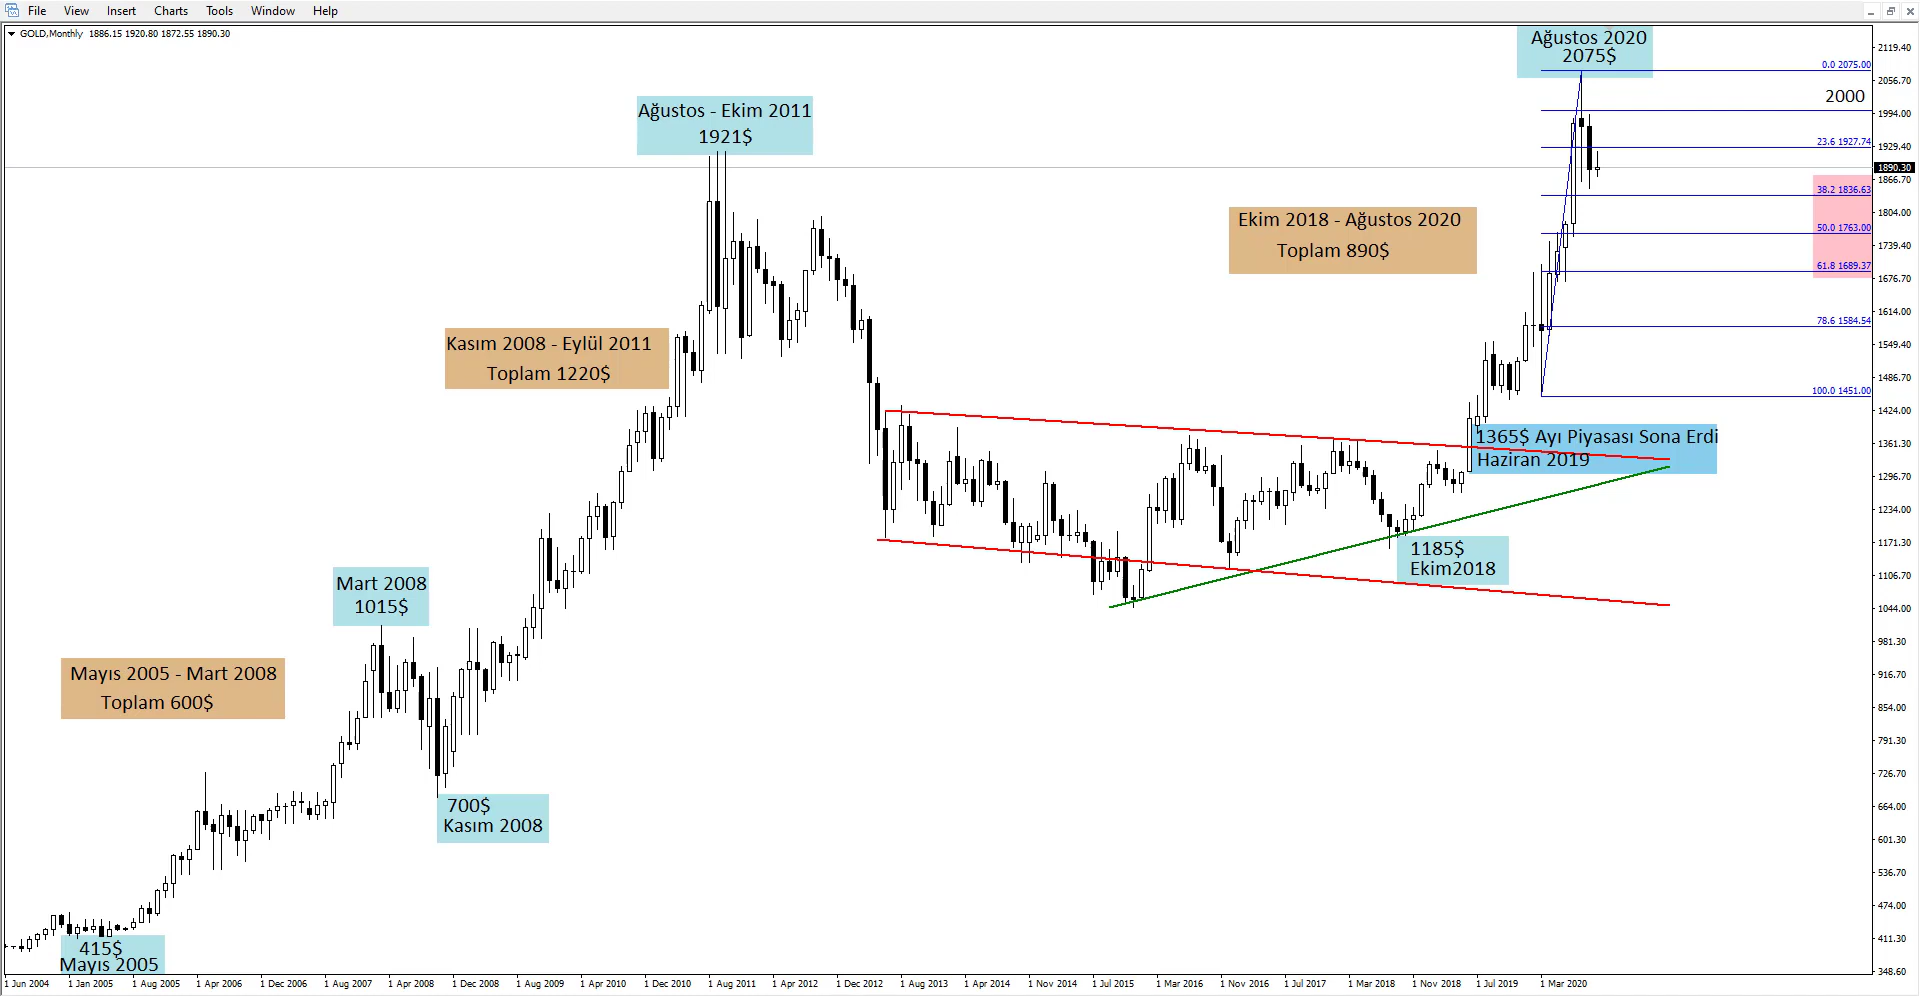 File View Insert Charts Tools Window Help
GOLD,Monthly 1886.15 1920.80 1872.55 1890.30
Ağustos 2020
2075$
2119.40
0.0 2075.00
2056.70
2000
Ağustos - Ekim 2011
1921$
1994.00
23.6 1927.74
1929.40
1890.30
1866.70
38.2 1836.63
Ekim 2018 - Ağustos 2020
Toplam 890$
1804.00
50.0 1763.00
1739.40
61.8 1689.37
1676.70
1614.00
78.6 1584.54
Kasım 2008 - Eylül 2011
Toplam 1220$
1549.40
1486.70
100.0 1451.00
1424.00
1365$ Ayı Piyasası Sona Erdi
Haziran 2019
1361.30
1296.70
1234.00
1185$
Ekim2018
1171.30
Mart 2008
1015$
1106.70
1044.00
981.30
Mayıs 2005 - Mart 2008
Toplam 600$
916.70
854.00
791.30
726.70
700$
Kasım 2008
664.00
601.30
536.70
474.00
415$
Mayıs 2005
411.30
348.60
1 Jun 2004 1 Jan 2005 1 Aug 2005 1 Apr 2006 1 Dec 2006 1 Aug 2007 1 Apr 2008 1 Dec 2008 1 Aug 2009 1 Apr 2010 1 Dec 2010 1 Aug 2011 1 Apr 2012 1 Dec 2012 1 Aug 2013 1 Apr 2014 1 Nov 2014 1 Jul 2015 1 Mar 2016 1 Nov 2016 1 Jul 2017 1 Mar 2018 1 Nov 2018 1 Jul 2019 1 Mar 2020